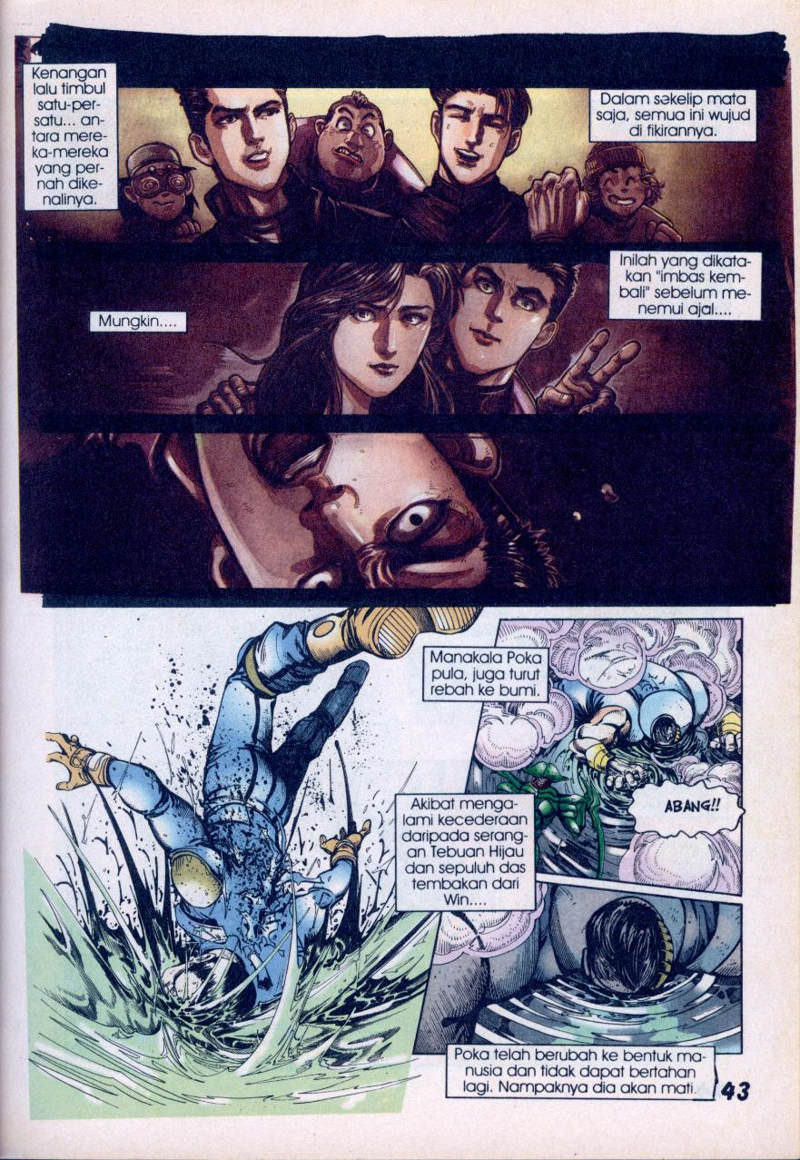 Kenangan
lalu timbul
satu-per-
satu... an-
tara mere-
ka-mereka
yang per-
nah dike-
nalinya.
Dalam sekelip mata
saja, semua ini wujud
di fikirannya.
Mungkin....
Inilah yang dikata-
kan "imbas kem-
bali" sebelum me-
nemui ajal....
Manakala Poka
pula, juga turut
rebah ke bumi.
ABANG!!
Akibat menga-
lami kecederaan
daripada serang-
an Tebuan Hijau
dan sepuluh das
tembakan dari
Win....
Poka telah berubah ke bentuk ma-
nusia dan tidak dapat bertahan
lagi. Nampaknya dia akan mati.
43